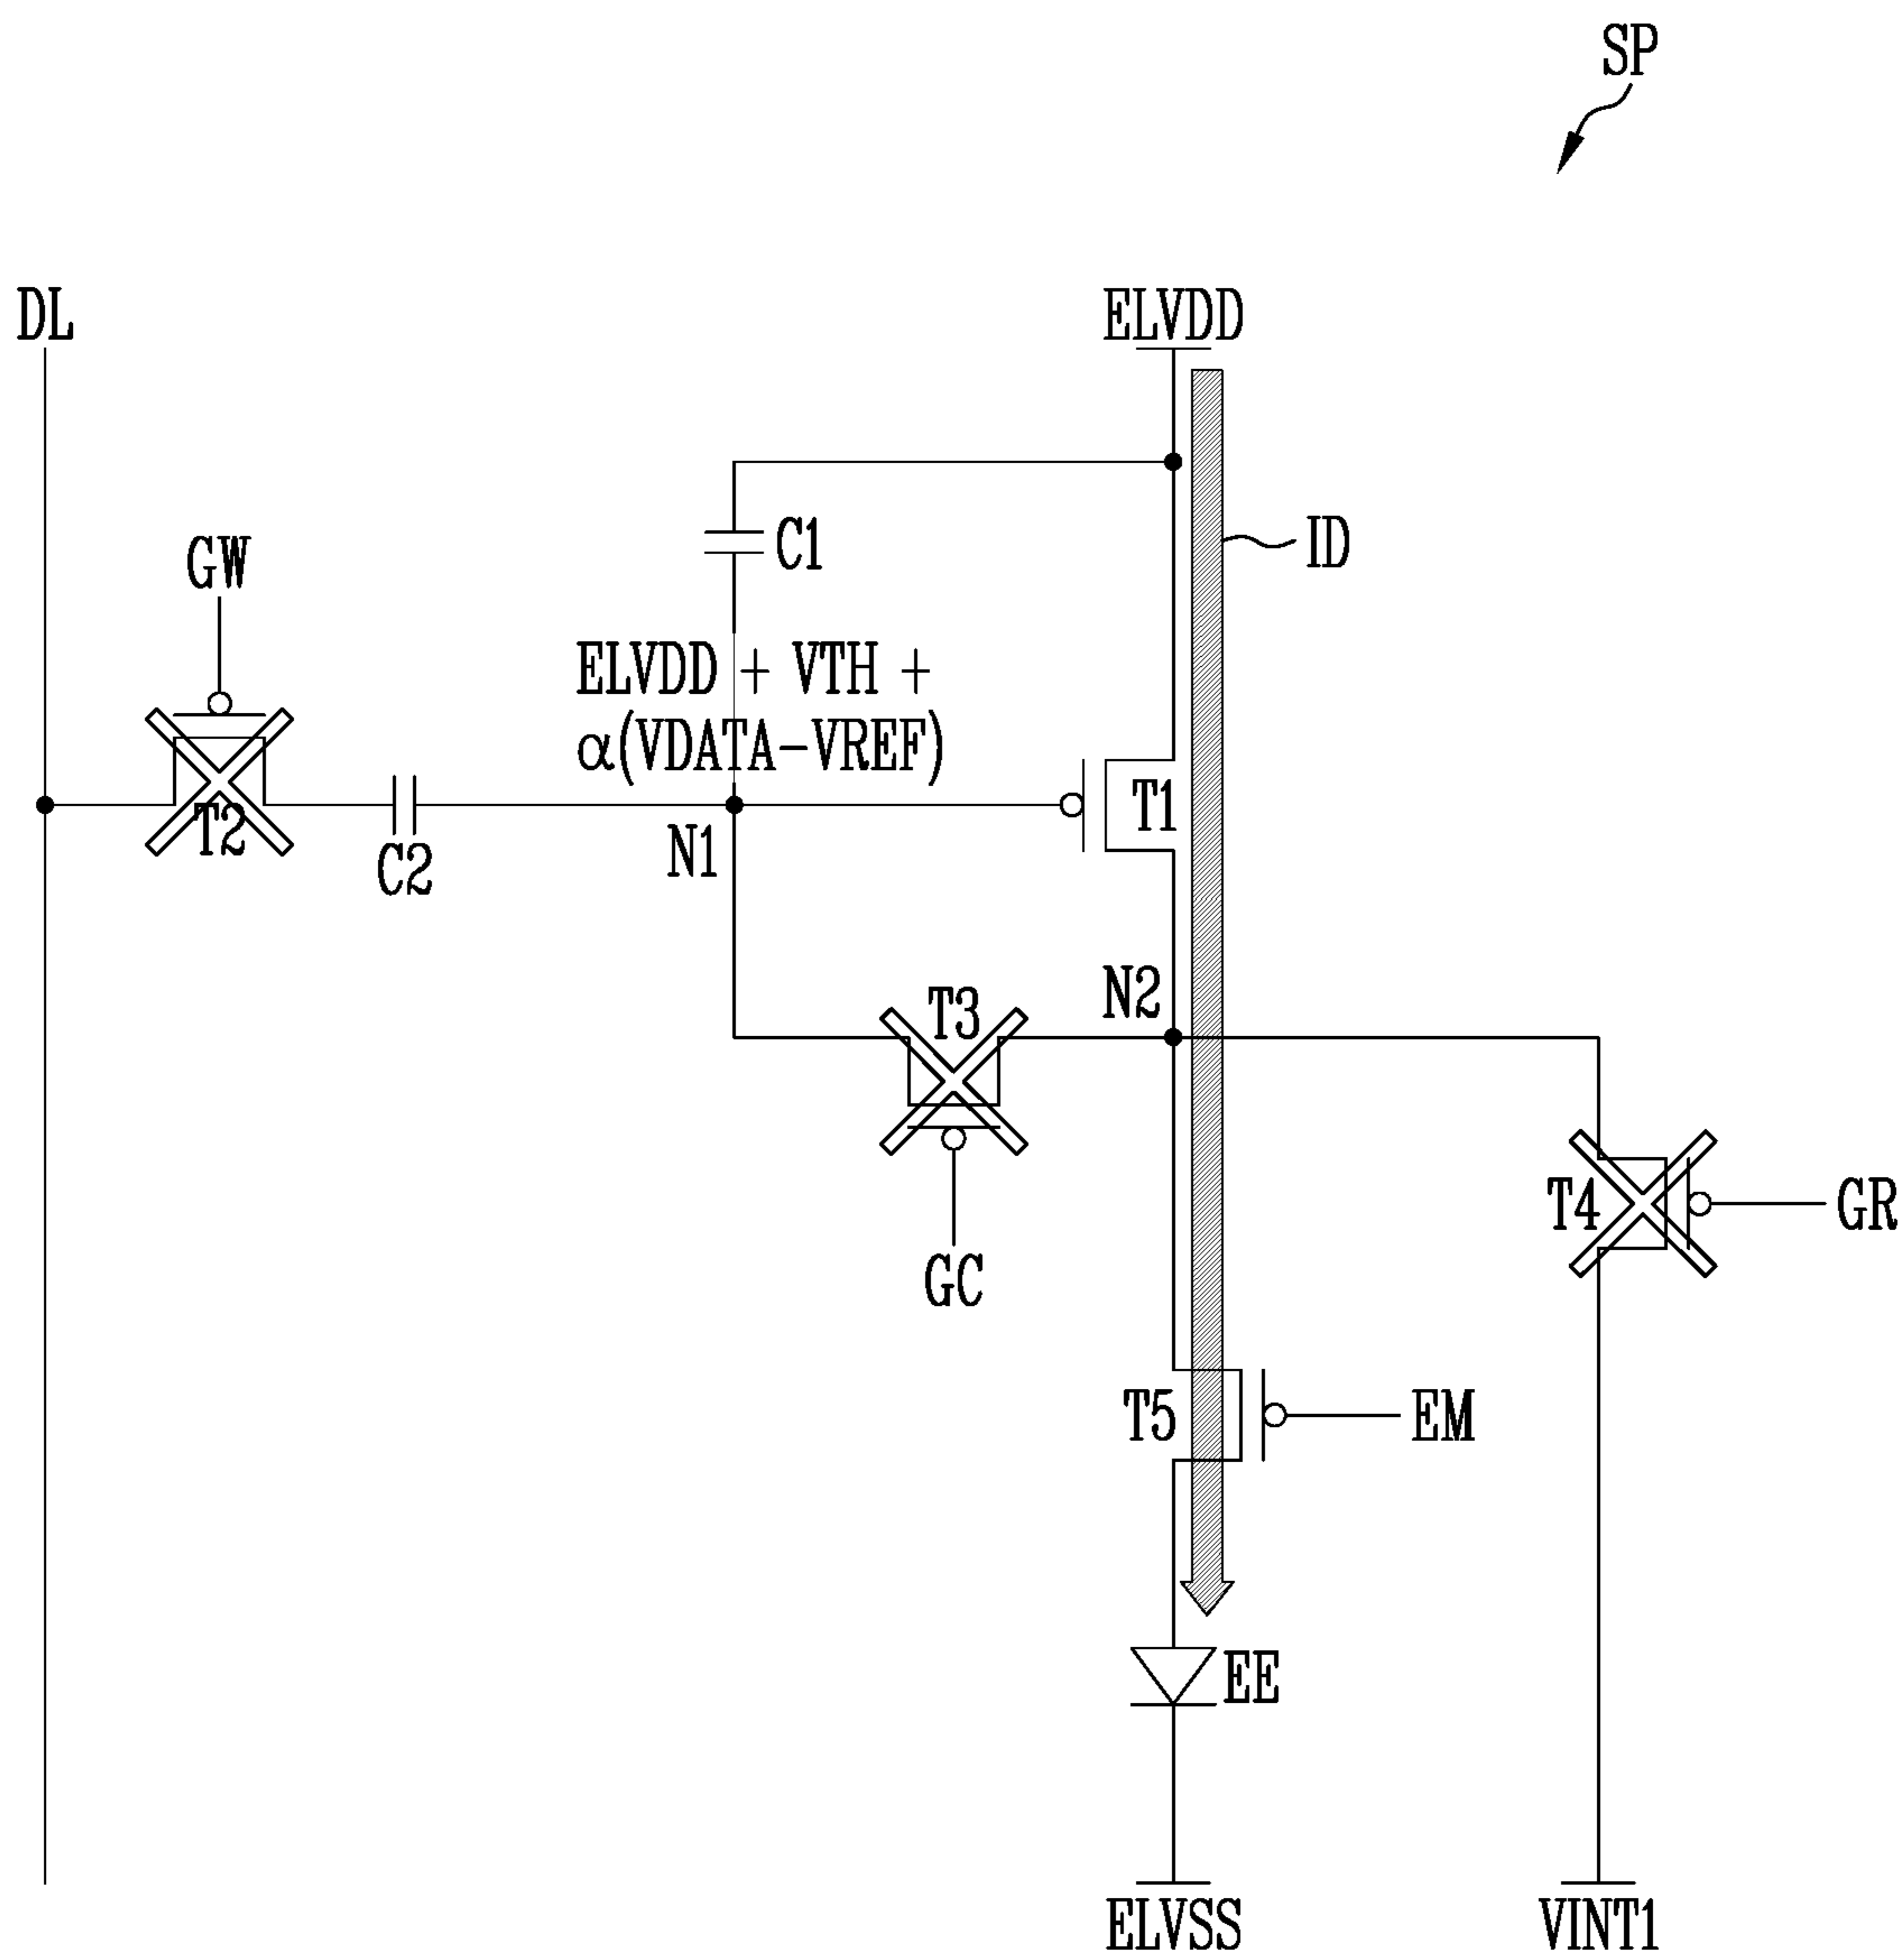 SP
DL
ELVDD
GW
C1
ID
ELVDD + VTH +
α(VDATA-VREF)
T1
T2
C2
N1
N2
T3
T4
GR
GC
T5
EM
EE
ELVSS
VINT1